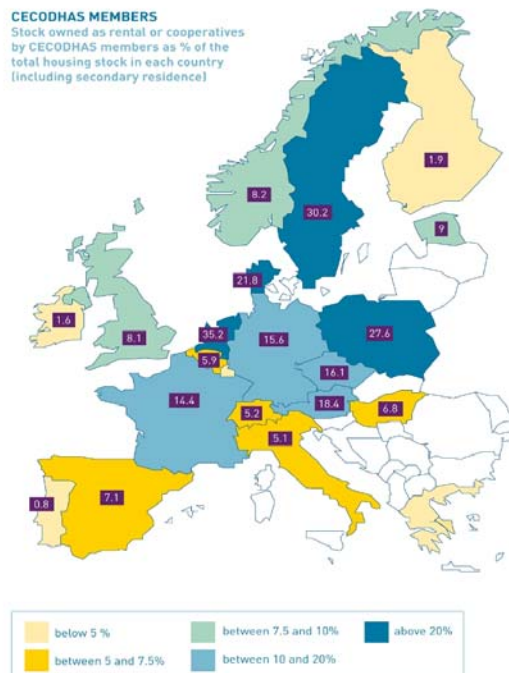 CECODHAS MEMBERS
Stock owned as rental or cooperatives
by CECODHAS members as % of the
total housing stock in each country
(including secondary residence)
1.9
8.2
30.2
9
21.8
1.6
8.1
35.2
15.6
27.6
5.9
16.1
14.4
18.4
5.2
6.8
5.1
7.1
0.8
below 5 %
between 7.5 and 10%
above 20%
between 5 and 7.5%
between 10 and 20%